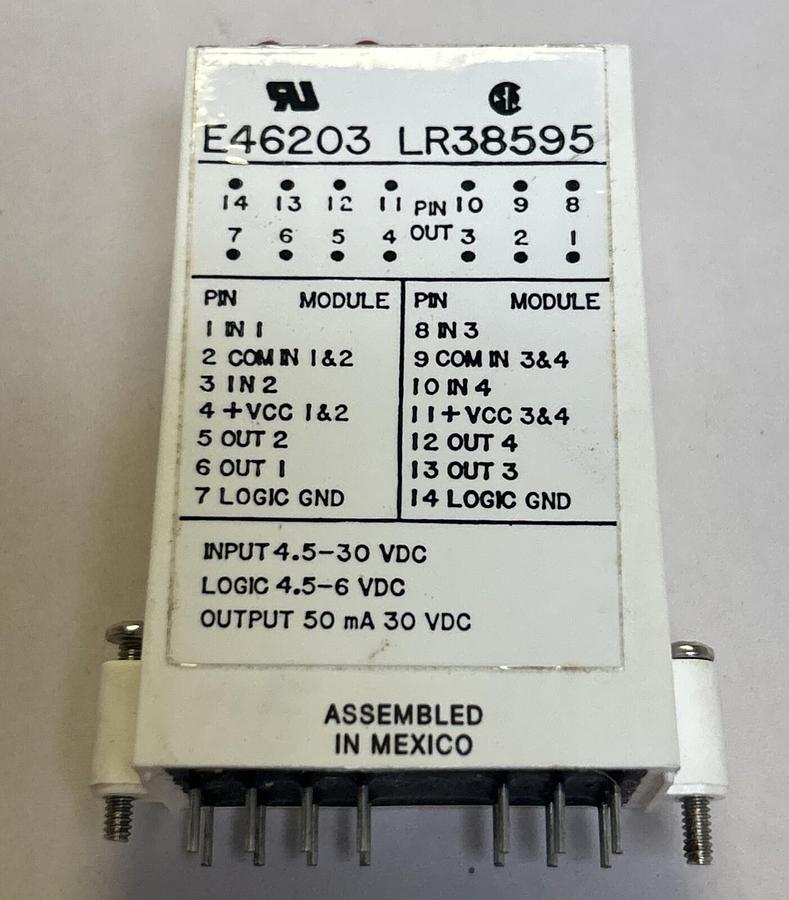 E46203 LR38595
14 13 12 11 PIN 10 9 8
7 6 5 4 OUT 3 2 1
PIN MODULE
1 IN 1
2 COM IN 1&2
3 IN 2
4 +VCC 1&2
5 OUT 2
6 OUT 1
7 LOGIC GND
PIN MODULE
8 IN 3
9 COM IN 3&4
10 IN 4
11 +VCC 3&4
12 OUT 4
13 OUT 3
14 LOGIC GND
INPUT 4.5-30 VDC
LOGIC 4.5-6 VDC
OUTPUT 50 mA 30 VDC
ASSEMBLED
IN MEXICO